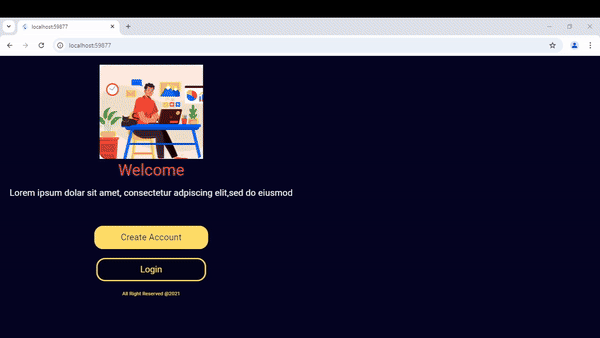 localhost:59877
localhost:59877
Welcome
Lorem ipsum dolar sit amet, consectetur adpiscing elit,sed do eiusmod
Create Account
Login
All Right Reserved @2021